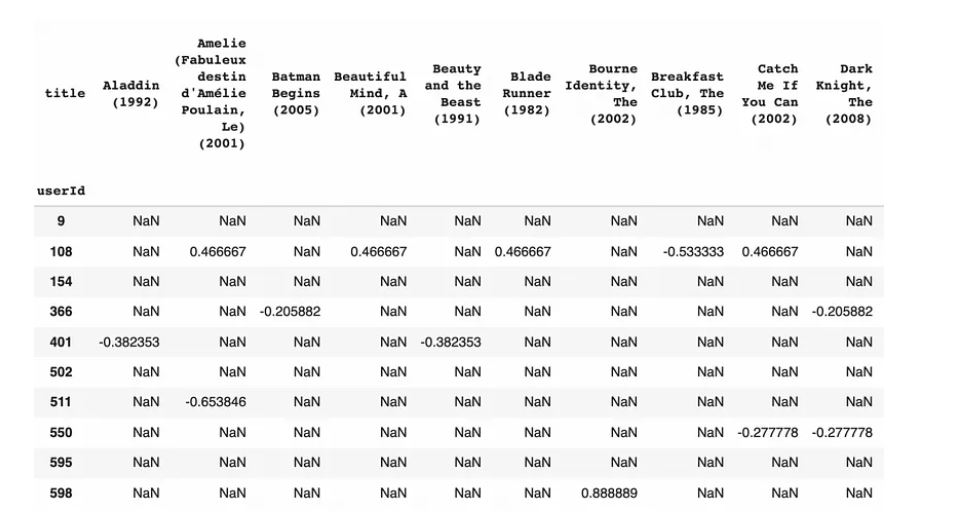 title Aladdin (1992) Amelie (Fabuleux destin d'Amélie Poulain, Le) (2001) Batman Begins (2005) Beautiful Mind, A (2001) Beauty and the Beast (1991) Blade Runner (1982) Bourne Identity, The (2002) Breakfast Club, The (1985) Catch Me If You Can (2002) Dark Knight, The (2008)
userId
9 NaN NaN NaN NaN NaN NaN NaN NaN NaN NaN
108 NaN 0.466667 NaN 0.466667 NaN 0.466667 NaN -0.533333 0.466667 NaN
154 NaN NaN NaN NaN NaN NaN NaN NaN NaN NaN
366 NaN NaN -0.205882 NaN NaN NaN NaN NaN NaN -0.205882
401 -0.382353 NaN NaN NaN -0.382353 NaN NaN NaN NaN NaN
502 NaN NaN NaN NaN NaN NaN NaN NaN NaN NaN
511 NaN -0.653846 NaN NaN NaN NaN NaN NaN NaN NaN
550 NaN NaN NaN NaN NaN NaN NaN NaN -0.277778 -0.277778
595 NaN NaN NaN NaN NaN NaN NaN NaN NaN NaN
598 NaN NaN NaN NaN NaN NaN 0.888889 NaN NaN NaN